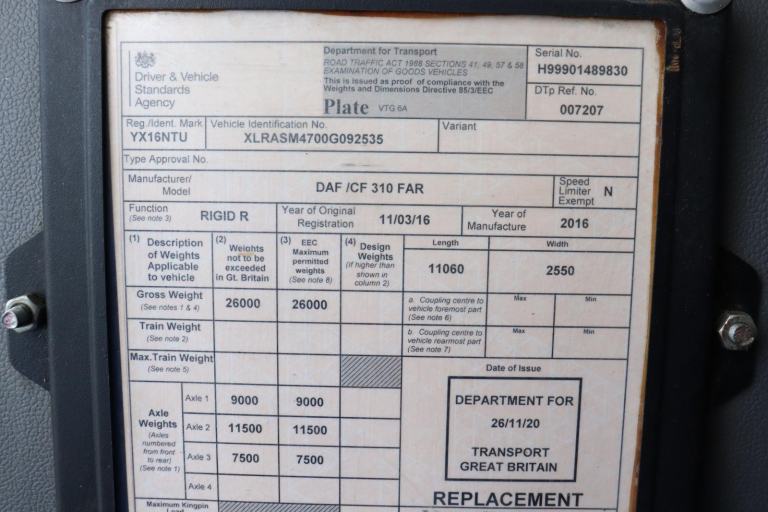 Driver & Vehicle
Standards
Agency
Department for Transport
ROAD TRAFFIC ACT 1988 SECTIONS 41, 49, 57 & 58
EXAMINATION OF GOODS VEHICLES
This is issued as proof of compliance with the
Weights and Dimensions Directive 85/3/EEC
Plate VTG 6A
Serial No.
H99901489830
DTp Ref. No.
007207
Reg./Ident. Mark
YX16NTU
Vehicle Identification No.
XLRASM4700G092535
Variant
Type Approval No.
Manufacturer/
Model
DAF /CF 310 FAR
Speed
Limiter
Exempt
N
Function
(See note 3)
RIGID R
Year of Original
Registration
11/03/16
Year of
Manufacture
2016
(1) Description
of Weights
Applicable
to vehicle
(2) Weights
not to be
exceeded
in Gt. Britain
(3) EEC
Maximum
permitted
weights
(See note 8)
(4) Design
Weights
(if higher than
shown in
column 2)
Length
11060
Width
2550
Gross Weight
(See notes 1 & 4)
26000
26000
a. Coupling centre to
vehicle foremost part
(See note 6)
Max
Min
Train Weight
(See note 2)
b. Coupling centre to
vehicle rearmost part
(See note 7)
Max
Min
Max.Train Weight
(See note 5)
Axle
Weights
(Axles
numbered
from front
to rear)
(See note 1)
Axle 1
9000
9000
Axle 2
11500
11500
Axle 3
7500
7500
Axle 4
Date of Issue
DEPARTMENT FOR
26/11/20
TRANSPORT
GREAT BRITAIN
REPLACEMENT
Maximum Kingpin